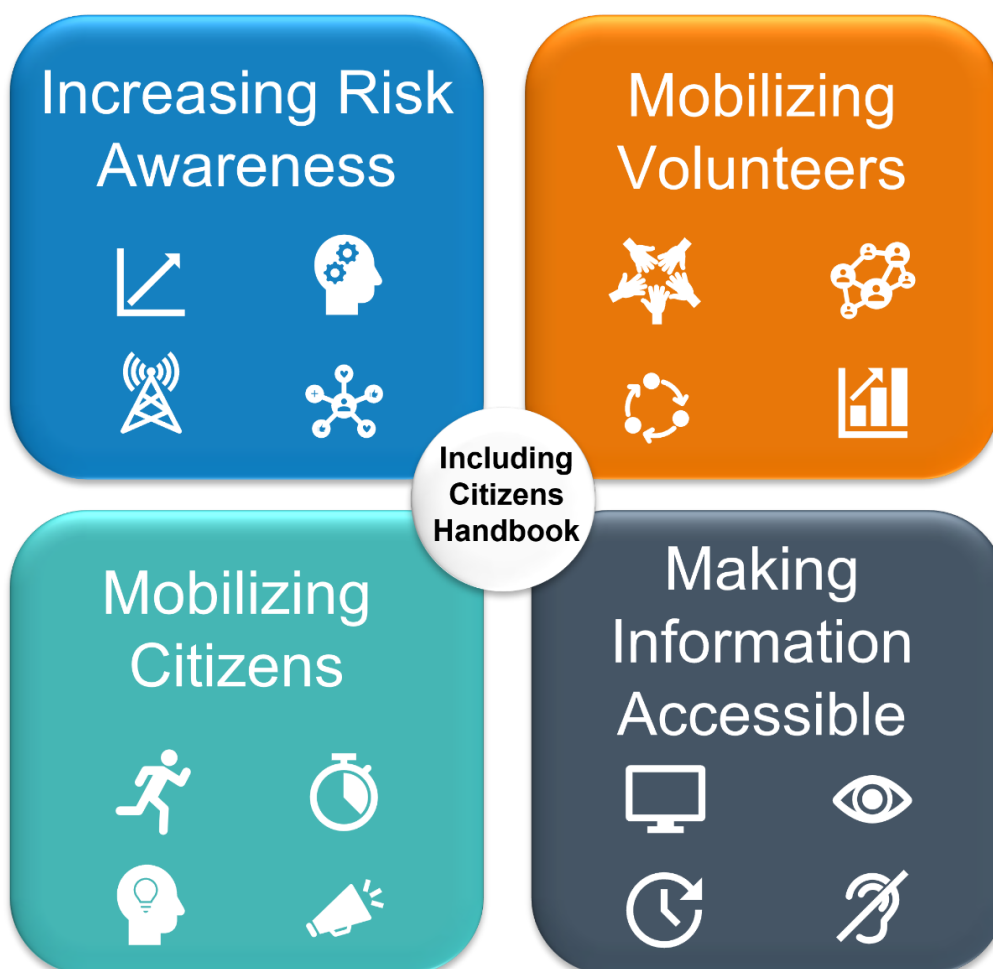 Increasing Risk
Awareness
Mobilizing
Volunteers
Including
Citizens
Handbook
Mobilizing
Citizens
Making
Information
Accessible